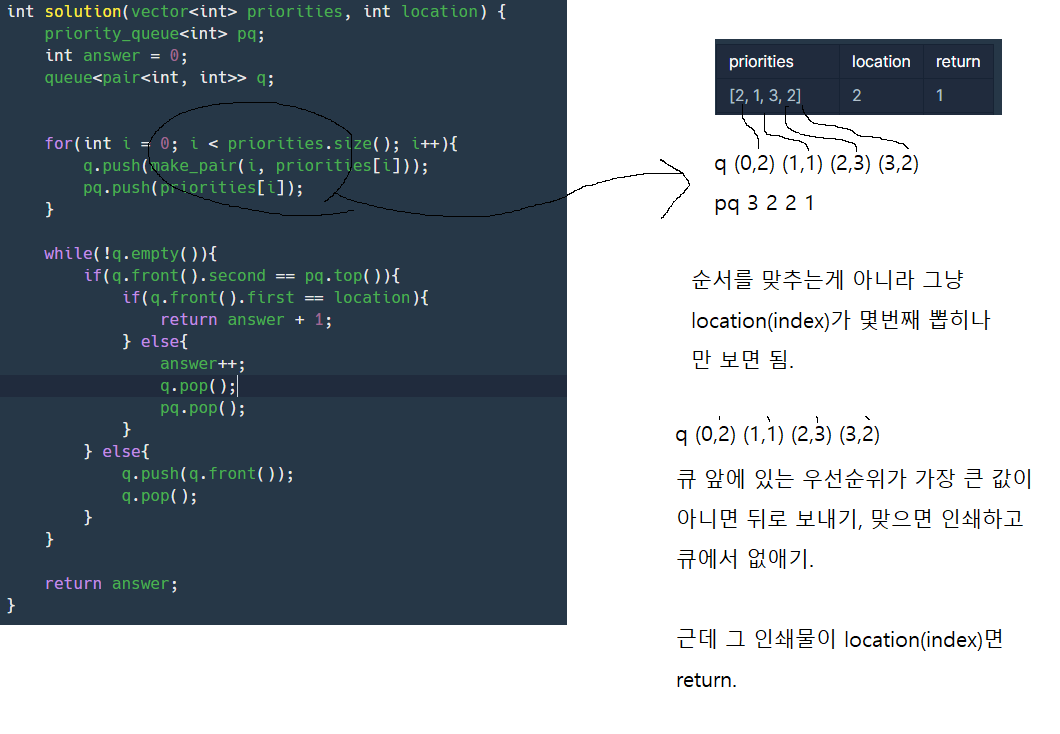 int solution(vector<int> priorities, int location) {
    priority_queue<int> pq;
    int answer = 0;
    queue<pair<int, int>> q;
    for(int i = 0; i < priorities.size(); i++){
        q.push(make_pair(i, priorities[i]));
        pq.push(priorities[i]);
    }
    while(!q.empty()){
        if(q.front().second == pq.top()){
            if(q.front().first == location){
                return answer + 1;
            } else{
                answer++;
                q.pop();
                pq.pop();
            }
        } else{
            q.push(q.front());
            q.pop();
        }
    }
    return answer;
}
priorities location return
[2, 1, 3, 2] 2 1
q (0,2) (1,1) (2,3) (3,2)
pq 3 2 2 1
순서를 맞추는게 아니라 그냥
location(index)가 몇번째 뽑히나
만 보면 됨.
q (0,2) (1,1) (2,3) (3,2)
큐 앞에 있는 우선순위가 가장 큰 값이
아니면 뒤로 보내기, 맞으면 인쇄하고
큐에서 없애기.
근데 그 인쇄물이 location(index)면
return.